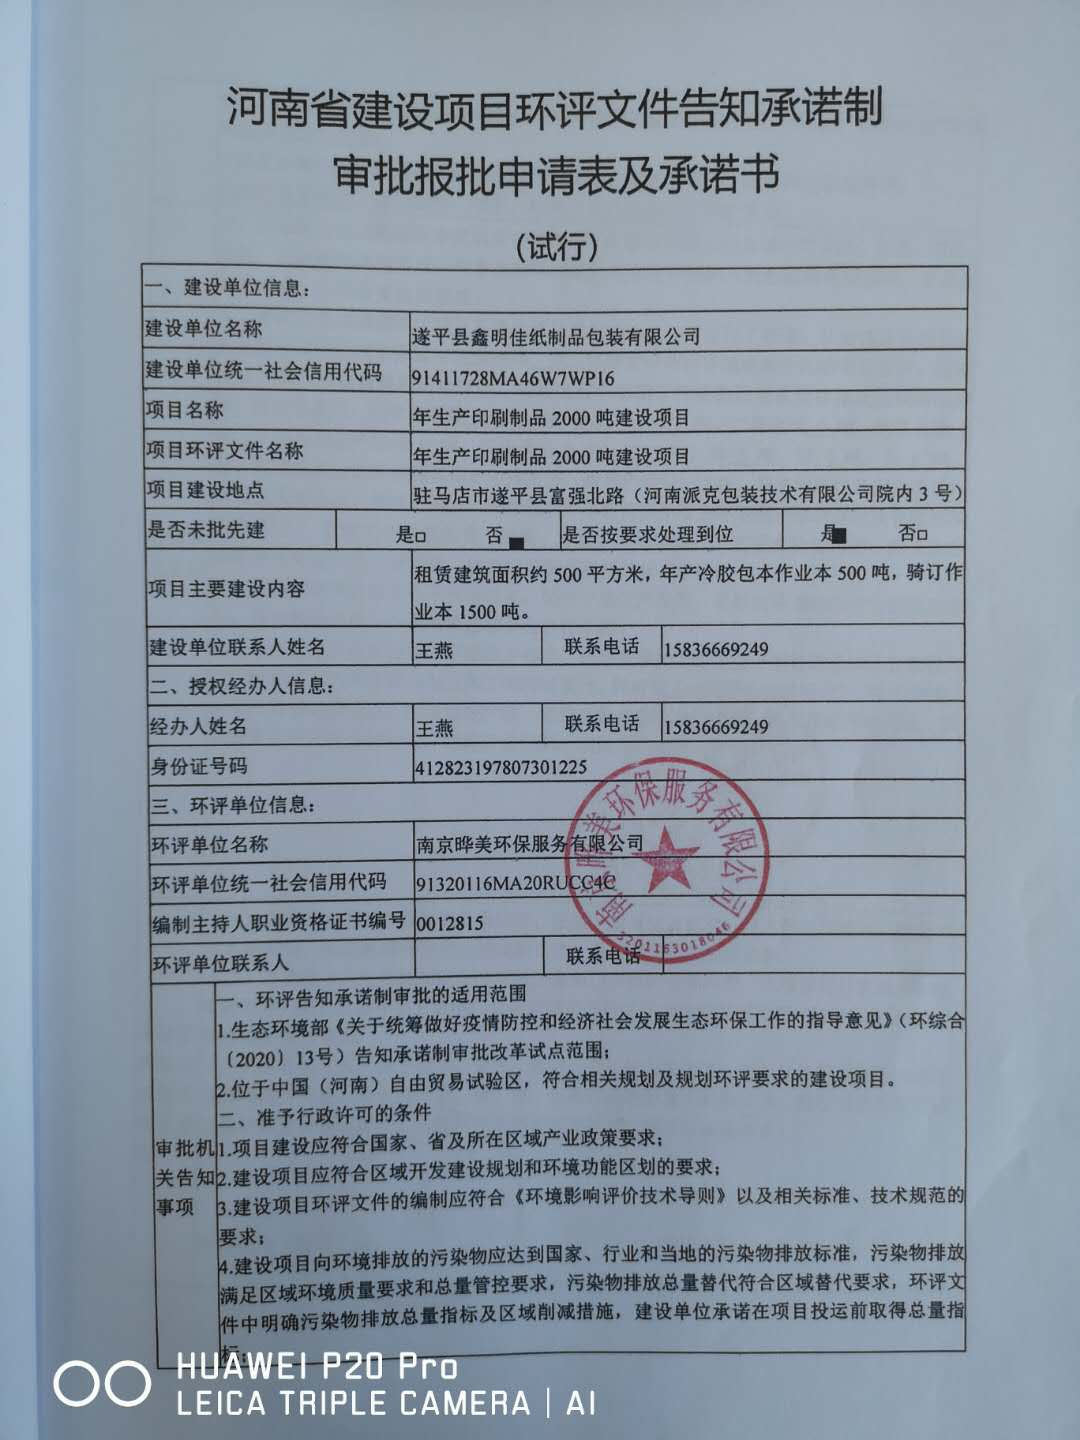 河南省建设项目环评文件告知承诺制
审批报批申请表及承诺书
(试行)
一、建设单位信息：
建设单位名称 遂平县鑫明佳纸制品包装有限公司
建设单位统一社会信用代码 91411728MA46W7WP16
项目名称 年生产印刷制品 2000 吨建设项目
项目环评文件名称 年生产印刷制品 2000 吨建设项目
项目建设地点 驻马店市遂平县富强北路（河南派克包装技术有限公司院内 3 号）
是否未批先建 是□ 否■ 是否按要求处理到位 是■ 否□
项目主要建设内容 租赁建筑面积约 500 平方米，年产冷胶包本作业本 500 吨，骑订作
业本 1500 吨。
建设单位联系人姓名 王燕 联系电话 15836669249
二、授权经办人信息：
经办人姓名 王燕 联系电话 15836669249
身份证号码 412823197807301225
三、环评单位信息：
环评单位名称 南京晔美环保服务有限公司
环评单位统一社会信用代码 91320116MA20RUCC4C
编制主持人职业资格证书编号 0012815
环评单位联系人 联系电话
南京晔美环保服务有限公司
3201163018046
审批机
关告知
事项
一、环评告知承诺制审批的适用范围
1.生态环境部《关于统筹做好疫情防控和经济社会发展生态环保工作的指导意见》（环综合
〔2020〕13号）告知承诺制审批改革试点范围；
2.位于中国（河南）自由贸易试验区，符合相关规划及规划环评要求的建设项目。
二、准予行政许可的条件
1.项目建设应符合国家、省及所在区域产业政策要求；
2.建设项目应符合区域开发建设规划和环境功能区划的要求；
3.建设项目环评文件的编制应符合《环境影响评价技术导则》以及相关标准、技术规范的
要求；
4.建设项目向环境排放的污染物应达到国家、行业和当地的污染物排放标准，污染物排放
满足区域环境质量要求和总量管控要求，污染物排放总量替代符合区域替代要求，环评文
件中明确污染物排放总量指标及区域削减措施，建设单位承诺在项目投运前取得总量指
标；
HUAWEI P20 Pro
LEICA TRIPLE CAMERA | AI